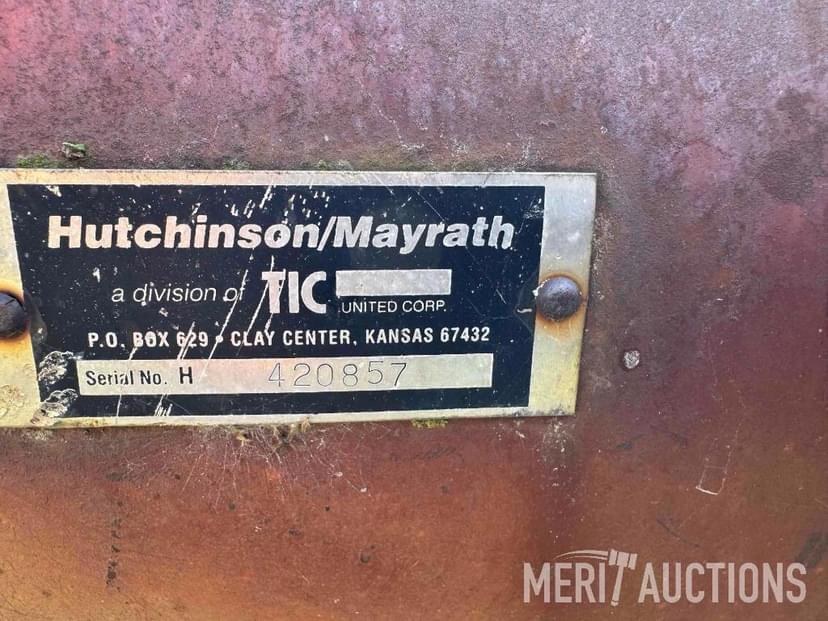 Hutchinson/Mayrath
a division of TIC UNITED CORP.
P.O. BOX 629 • CLAY CENTER, KANSAS 67432
Serial No. H 420857
MERIT AUCTIONS